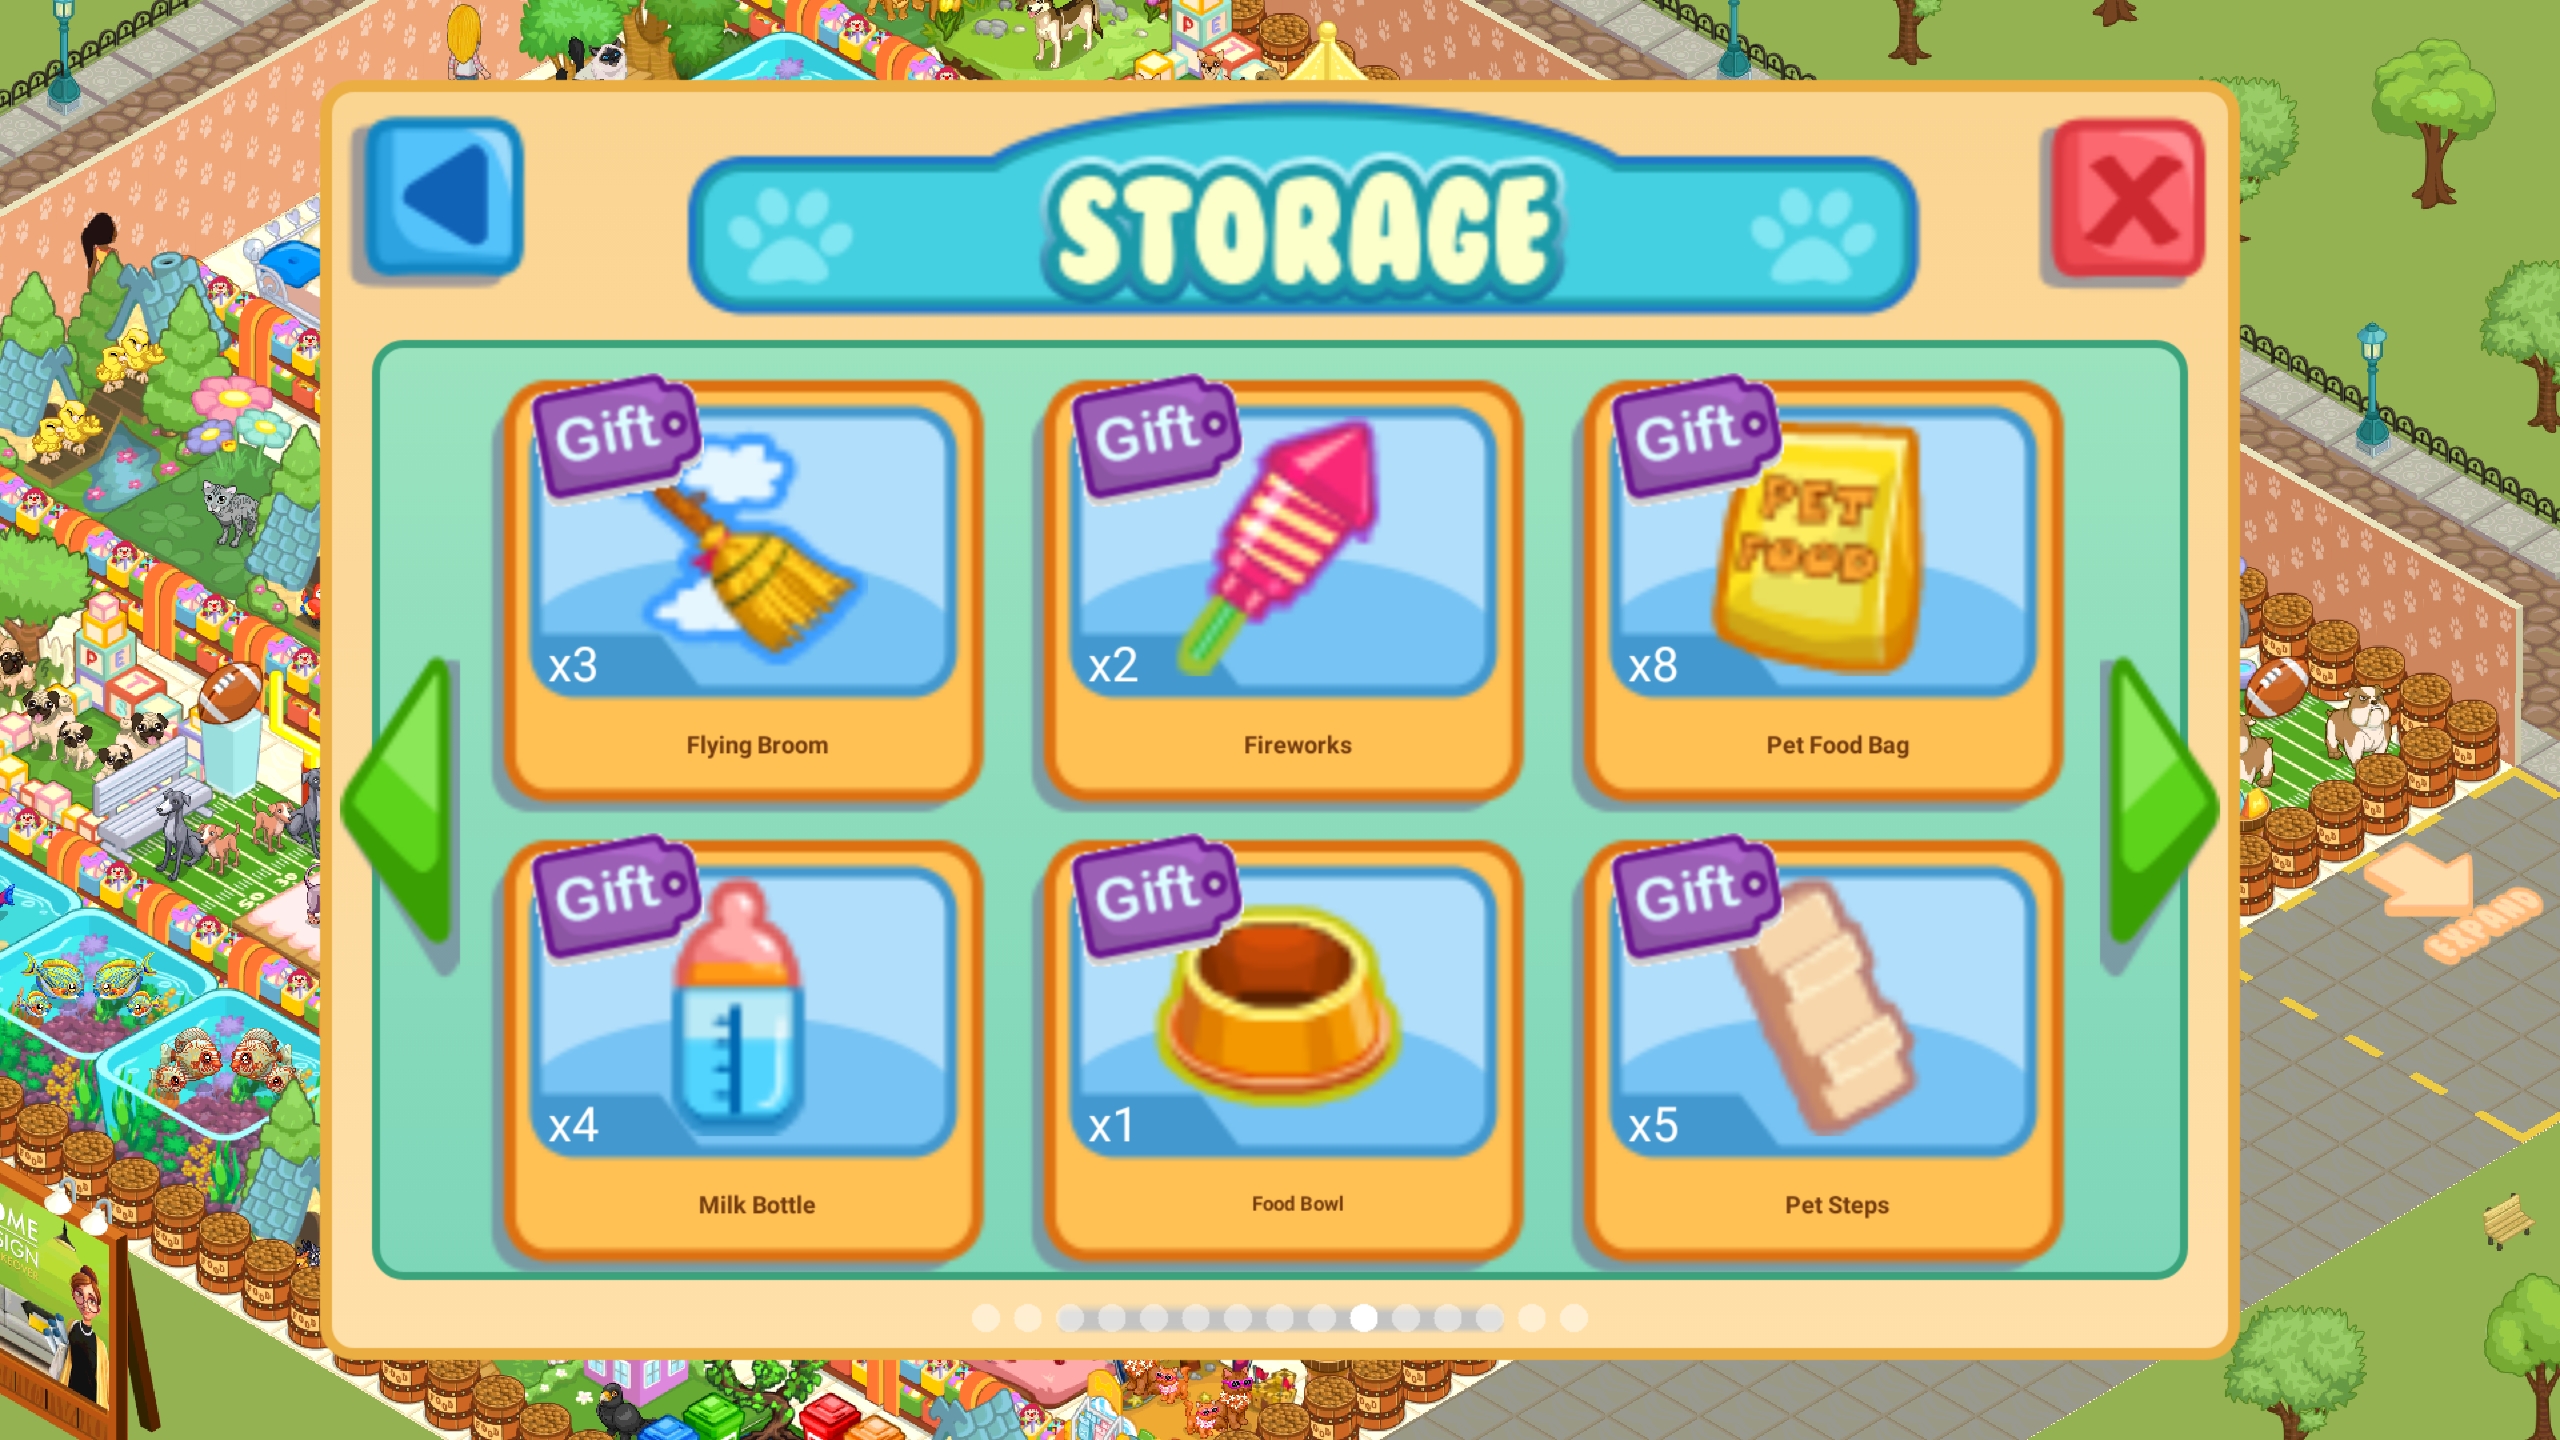 STORAGE
Gift
x3
Flying Broom
Gift
x2
Fireworks
Gift
PET
FOOD
x8
Pet Food Bag
Gift
x4
Milk Bottle
Gift
x1
Food Bowl
Gift
x5
Pet Steps
EXPAND